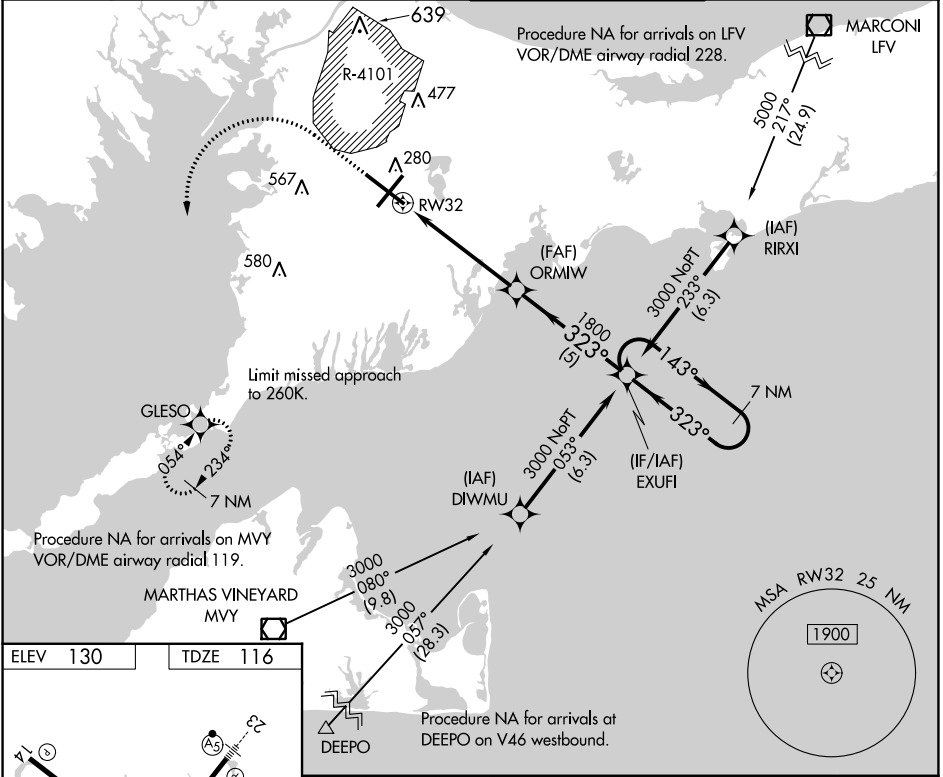 639
Procedure NA for arrivals on LFV
VOR/DME airway radial 228.
MARCONI
LFV
R-4101
477
5000
217°
(24.9)
280
567
RW32
(IAF)
RIRXI
(FAF)
ORMIW
580
3000 NoPT
233°
(6.3)
1800
323°
(5)
143°
Limit missed approach
to 260K.
7 NM
GLESO
323°
054°
234°
3000 NoPT
053°
(6.3)
(IF/IAF)
EXUFI
(IAF)
DIWMU
7 NM
Procedure NA for arrivals on MVY
VOR/DME airway radial 119.
3000
080°
(9.8)
MARTHAS VINEYARD
MVY
3000
057°
(28.3)
MSA RW32 25 NM
1900
ELEV 130
TDZE 116
Procedure NA for arrivals at
DEEPO on V46 westbound.
DEEPO
23
A5
14
P